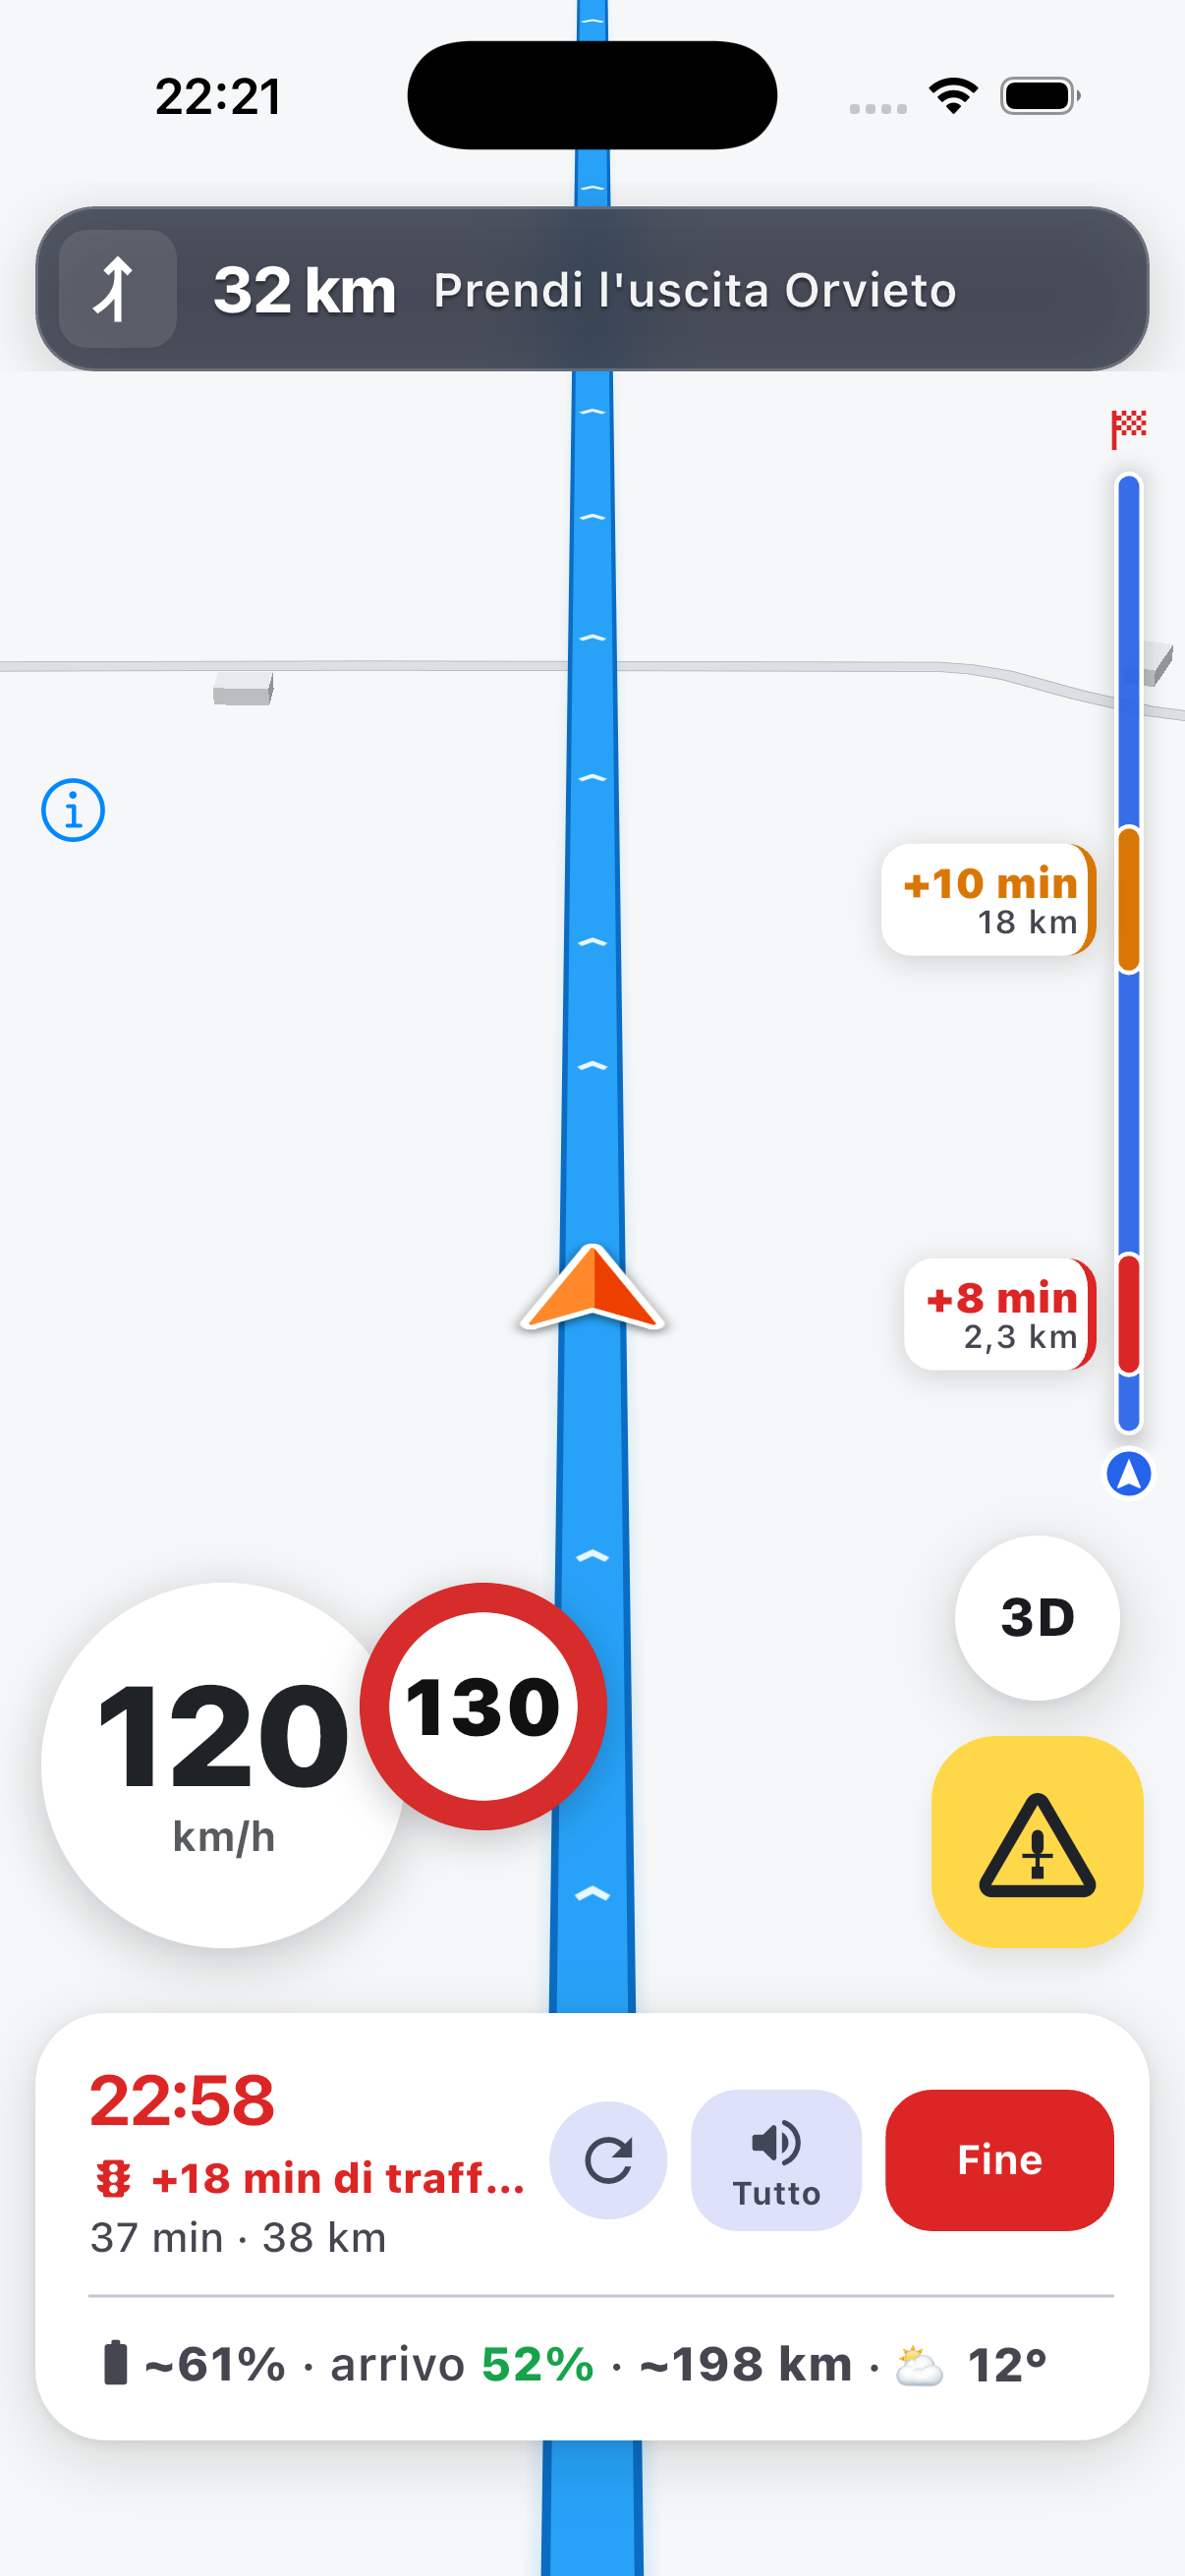 22:21
32 km Prendi l'uscita Orvieto
+10 min
18 km
+8 min
2,3 km
3D
120
km/h
130
22:58
+18 min di traff...
37 min · 38 km
Tutto
Fine
~61% · arrivo 52% · ~198 km · 12°